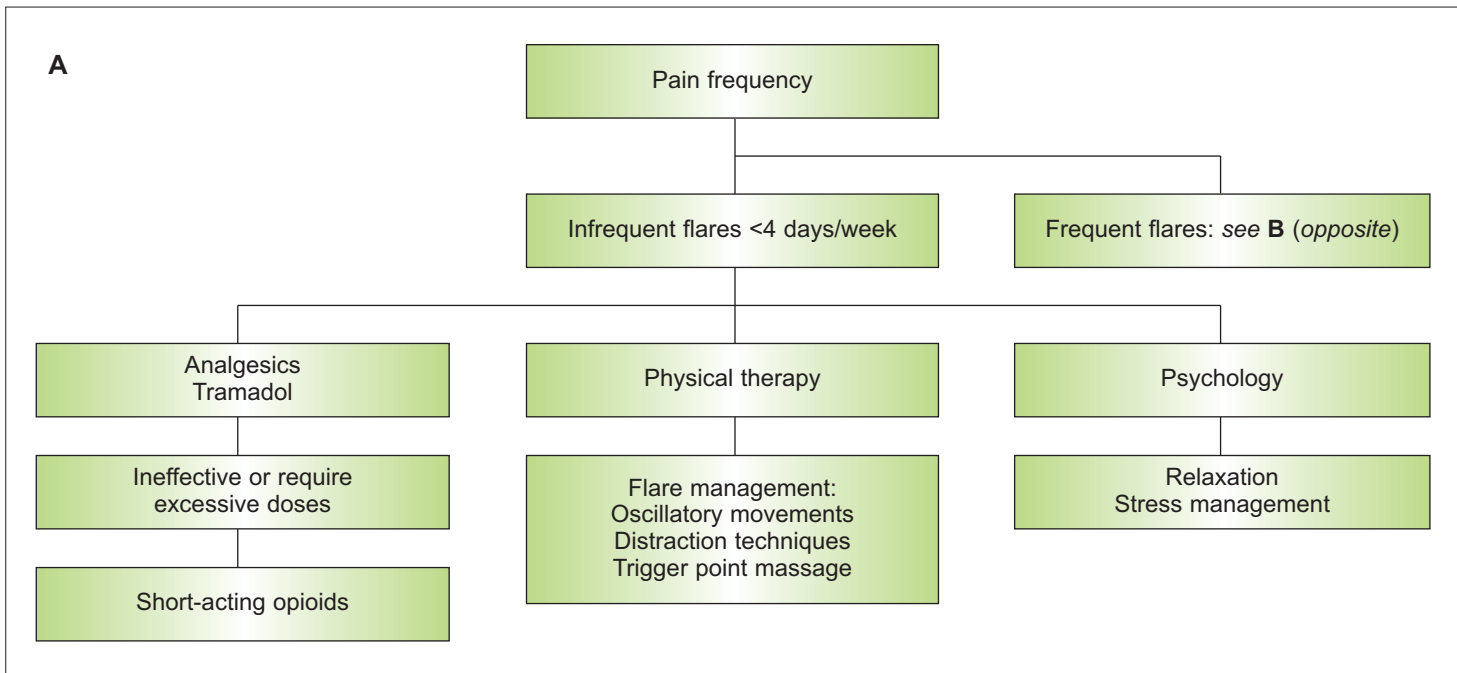 A
Pain frequency
Infrequent flares <4 days/week
Frequent flares: see B (opposite)
Analgesics
Tramadol
Physical therapy
Psychology
Ineffective or require
excessive doses
Flare management:
Oscillatory movements
Distraction techniques
Trigger point massage
Relaxation
Stress management
Short-acting opioids